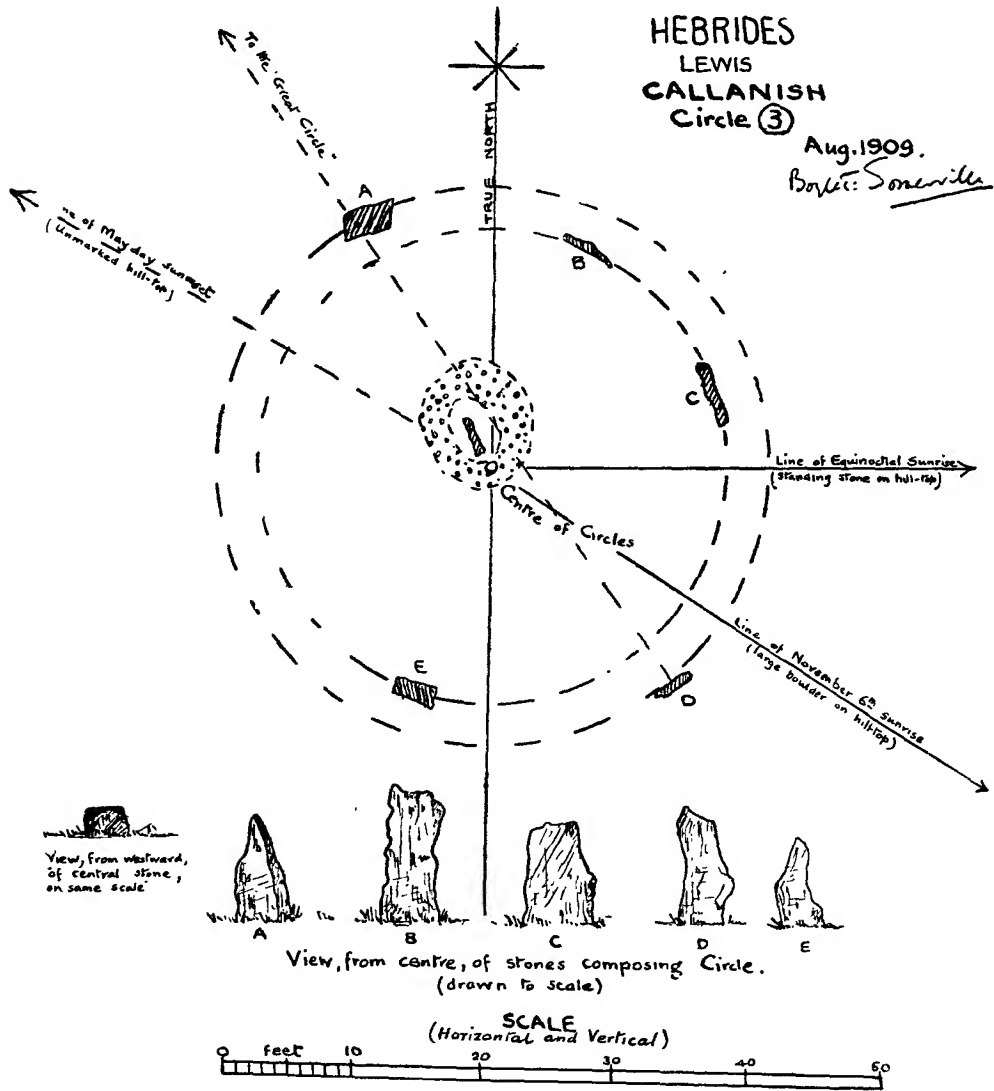 HEBRIDES
LEWIS
CALLANISH
Circle ③
Aug. 1909.
Somerville
To the "Great Circle"
TRUE NORTH
ne of Mayday sunset
(Unmarked hill-top)
A
B
C
Line of Equinoctial Sunrise
(standing stone on hill-top)
Centre of Circles
Line of November 6th Sunrise
(large boulder on hilltop)
E
D
View, from westward,
of central stone,
on same scale
A
B
C
D
E
View, from centre, of stones composing Circle.
(drawn to scale)
SCALE
(Horizontal and Vertical)
0 feet 10 20 30 40 50